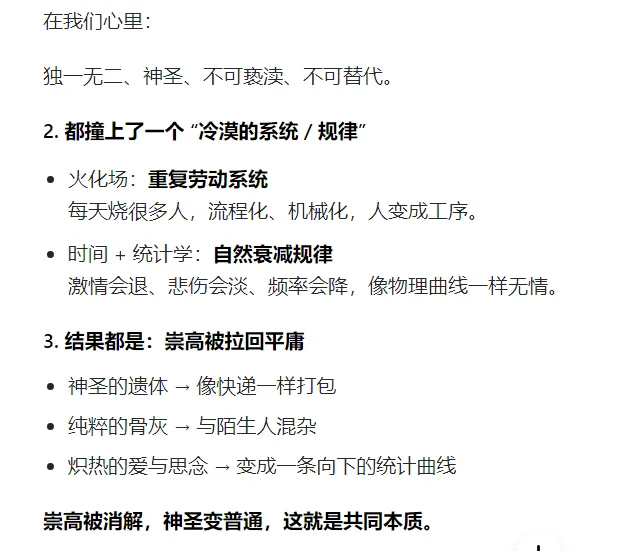 在我们心里：
独一无二、神圣、不可亵渎、不可替代。
2. 都撞上了一个 “冷漠的系统 / 规律”
火化场：重复劳动系统
每天烧很多人，流程化、机械化，人变成工序。
时间 + 统计学：自然衰减规律
激情会退、悲伤会淡、频率会降，像物理曲线一样无情。
3. 结果都是：崇高被拉回平庸
神圣的遗体 → 像快递一样打包
纯粹的骨灰 → 与陌生人混杂
炽热的爱与思念 → 变成一条向下的统计曲线
崇高被消解，神圣变普通，这就是共同本质。